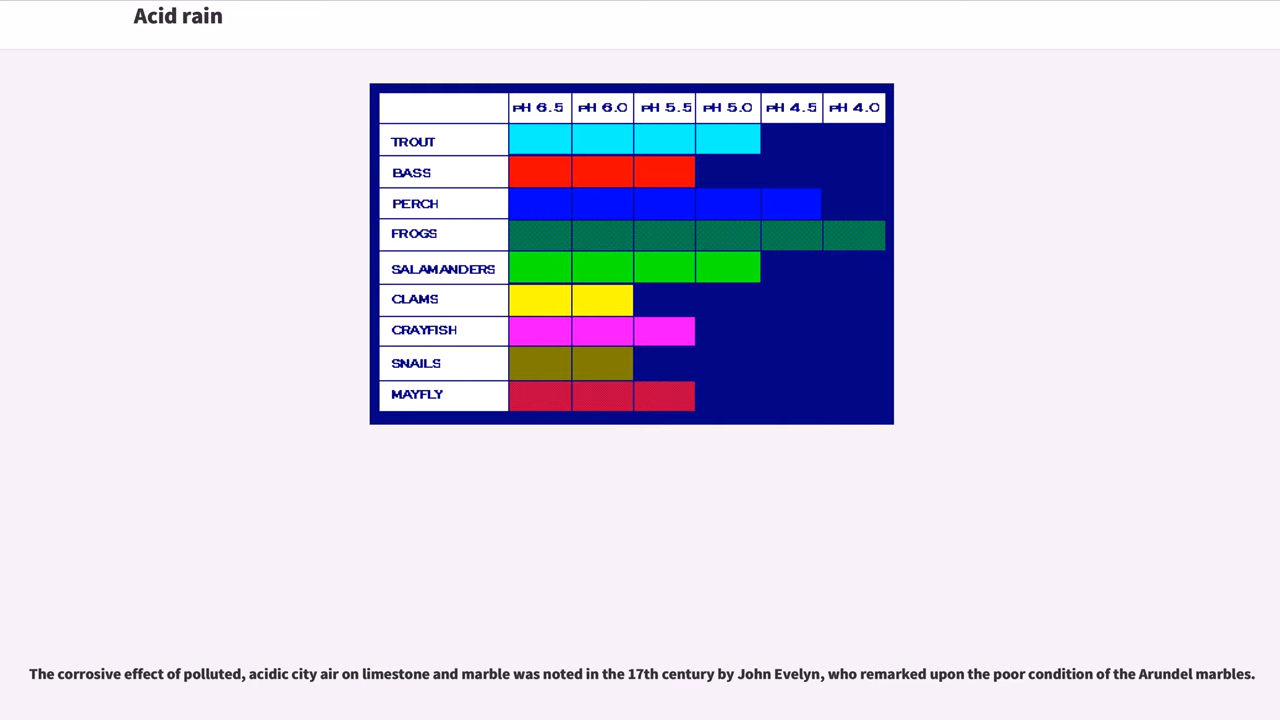 Acid rain
pH 6.5 pH 6.0 pH 5.5 pH 5.0 pH 4.5 pH 4.0
TROUT
BASS
PERCH
FROGS
SALAMANDERS
CLAMS
CRAYFISH
SNAILS
MAYFLY
The corrosive effect of polluted, acidic city air on limestone and marble was noted in the 17th century by John Evelyn, who remarked upon the poor condition of the Arundel marbles.